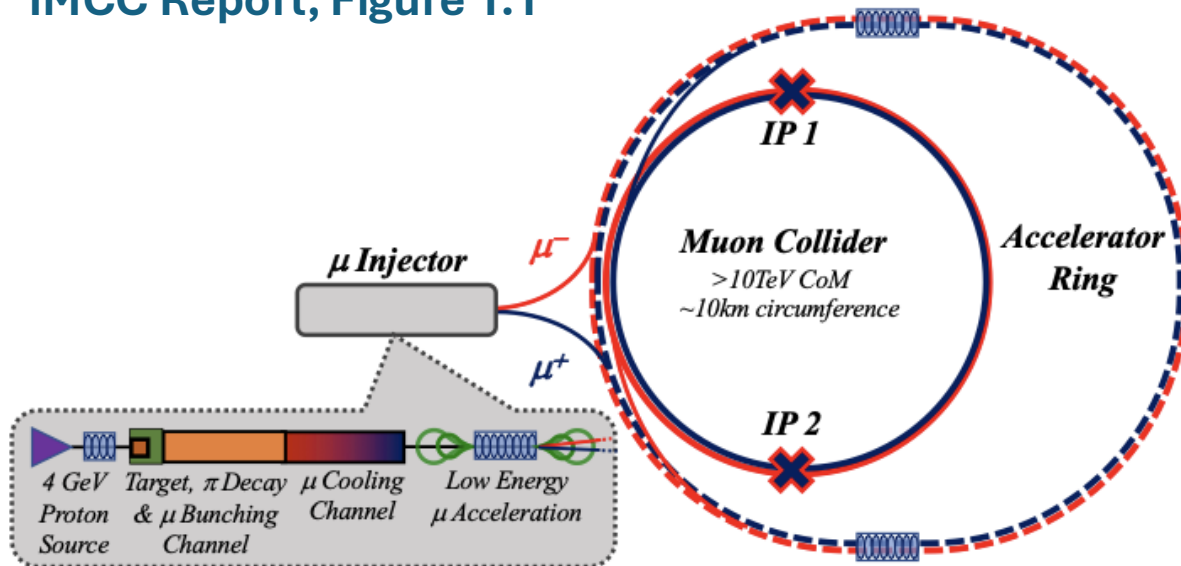 IMCC Report, Figure 1.1
IP 1
μ⁻
μ Injector
Muon Collider
>10TeV CoM
~10km circumference
Accelerator
Ring
μ⁺
IP 2
4 GeV
Proton
Source
Target, π Decay
& μ Bunching
Channel
μ Cooling
Channel
Low Energy
μ Acceleration